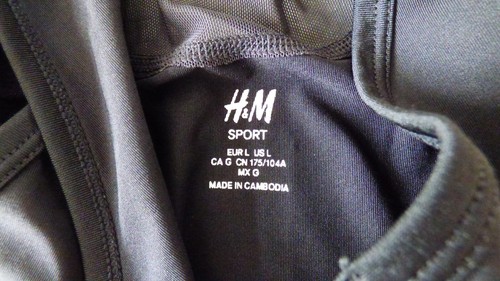 H&M
SPORT
EUR L US L
CA G CN 175/104A
MX G
MADE IN CAMBODIA